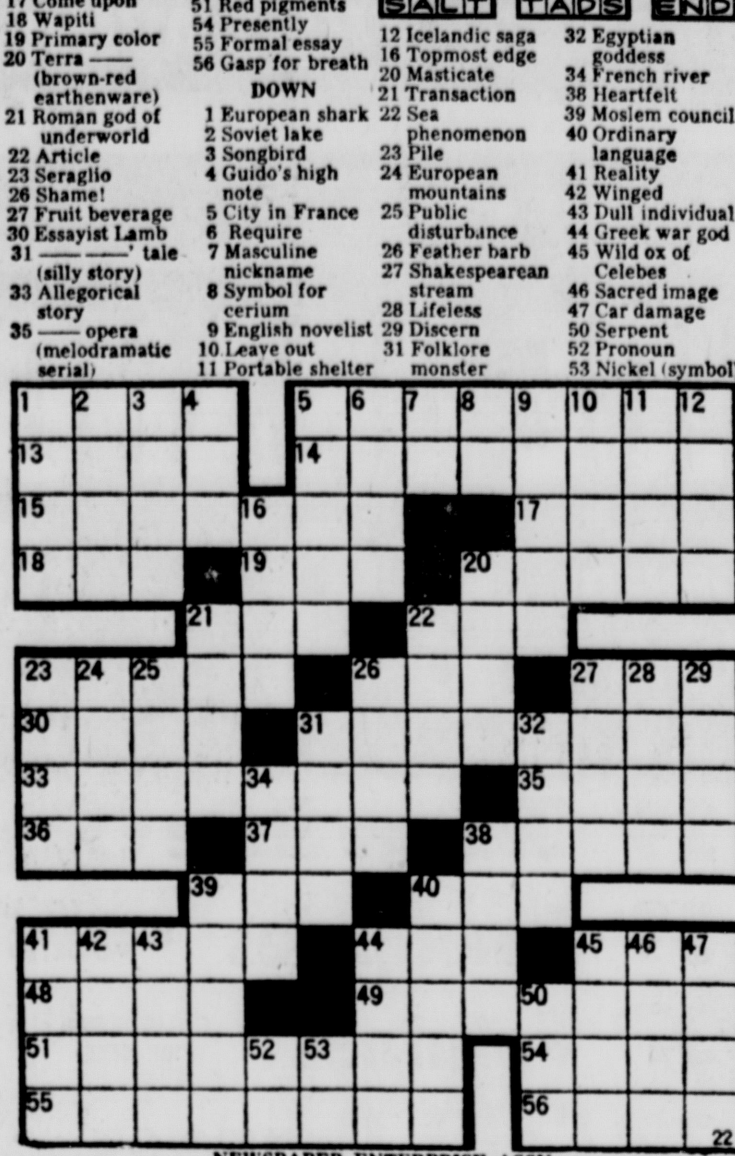 17 Come upon
18 Wapiti
19 Primary color
20 Terra ——
(brown-red
earthenware)
21 Roman god of
underworld
22 Article
23 Seraglio
26 Shame!
27 Fruit beverage
30 Essayist Lamb
31 —— ——' tale
(silly story)
33 Allegorical
story
35 —— opera
(melodramatic
serial)
51 Red pigments
54 Presently
55 Formal essay
56 Gasp for breath
DOWN
1 European shark
2 Soviet lake
3 Songbird
4 Guido's high
note
5 City in France
6 Require
7 Masculine
nickname
8 Symbol for
cerium
9 English novelist
10 Leave out
11 Portable shelter
SALT TADS END
12 Icelandic saga
16 Topmost edge
20 Masticate
21 Transaction
22 Sea
phenomenon
23 Pile
24 European
mountains
25 Public
disturbance
26 Feather barb
27 Shakespearean
stream
28 Lifeless
29 Discern
31 Folklore
monster
32 Egyptian
goddess
34 French river
38 Heartfelt
39 Moslem council
40 Ordinary
language
41 Reality
42 Winged
43 Dull individual
44 Greek war god
45 Wild ox of
Celebes
46 Sacred image
47 Car damage
50 Serpent
52 Pronoun
53 Nickel (symbol)
1 2 3 4 5 6 7 8 9 10 11 12
13 14
15 16 17
18 19 20
21 22
23 24 25 26 27 28 29
30 31 32
33 34 35
36 37 38
39 40
41 42 43 44 45 46 47
48 49 50
51 52 53 54
55 56
22
NEWSPAPER ENTERPRISE ASSN.